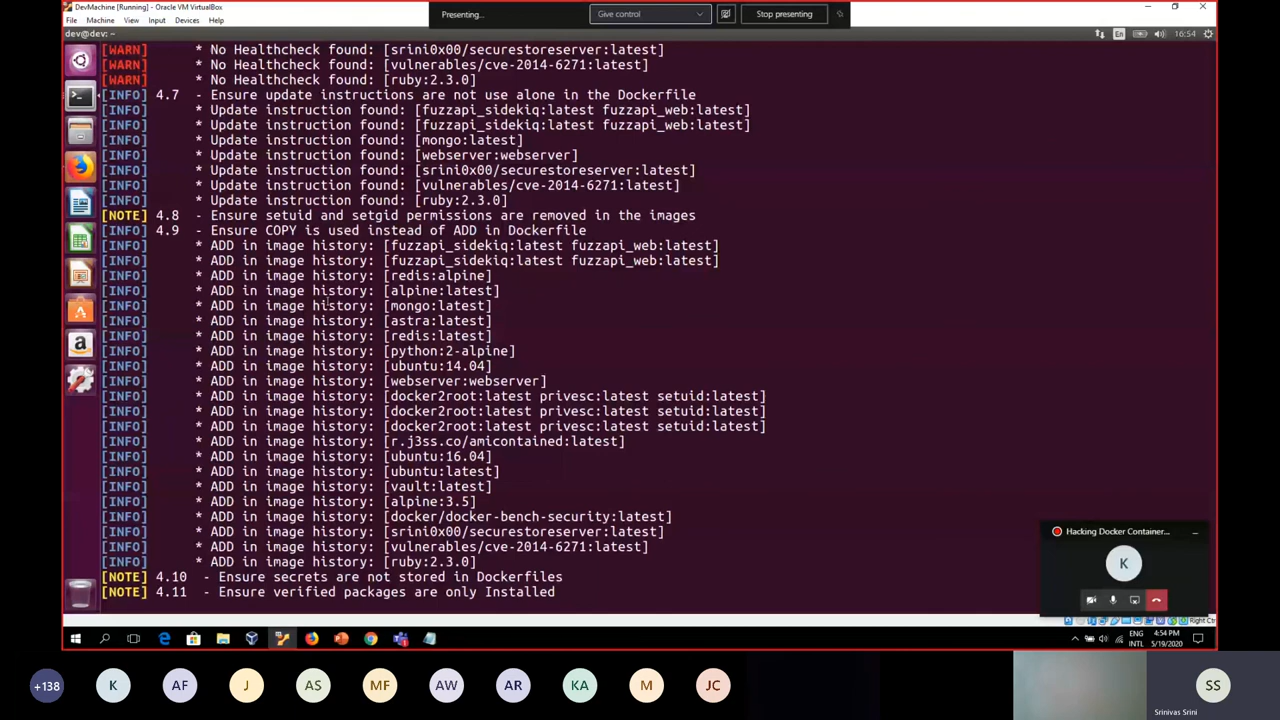 DevMachine [Running] - Oracle VM VirtualBox
File Machine View Input Devices Help
Presenting...
Give control
Stop presenting
dev@dev: ~
En
16:54
[WARN] * No Healthcheck found: [srini0x00/securestoreserver:latest]
[WARN] * No Healthcheck found: [vulnerables/cve-2014-6271:latest]
[WARN] * No Healthcheck found: [ruby:2.3.0]
[INFO] 4.7 - Ensure update instructions are not use alone in the Dockerfile
[INFO] * Update instruction found: [fuzzapi_sidekiq:latest fuzzapi_web:latest]
[INFO] * Update instruction found: [fuzzapi_sidekiq:latest fuzzapi_web:latest]
[INFO] * Update instruction found: [mongo:latest]
[INFO] * Update instruction found: [webserver:webserver]
[INFO] * Update instruction found: [srini0x00/securestoreserver:latest]
[INFO] * Update instruction found: [vulnerables/cve-2014-6271:latest]
[INFO] * Update instruction found: [ruby:2.3.0]
[NOTE] 4.8 - Ensure setuid and setgid permissions are removed in the images
[INFO] 4.9 - Ensure COPY is used instead of ADD in Dockerfile
[INFO] * ADD in image history: [fuzzapi_sidekiq:latest fuzzapi_web:latest]
[INFO] * ADD in image history: [fuzzapi_sidekiq:latest fuzzapi_web:latest]
[INFO] * ADD in image history: [redis:alpine]
[INFO] * ADD in image history: [alpine:latest]
[INFO] * ADD in image history: [mongo:latest]
[INFO] * ADD in image history: [astra:latest]
[INFO] * ADD in image history: [redis:latest]
[INFO] * ADD in image history: [python:2-alpine]
[INFO] * ADD in image history: [ubuntu:14.04]
[INFO] * ADD in image history: [webserver:webserver]
[INFO] * ADD in image history: [docker2root:latest privesc:latest setuid:latest]
[INFO] * ADD in image history: [docker2root:latest privesc:latest setuid:latest]
[INFO] * ADD in image history: [docker2root:latest privesc:latest setuid:latest]
[INFO] * ADD in image history: [r.j3ss.co/amicontained:latest]
[INFO] * ADD in image history: [ubuntu:16.04]
[INFO] * ADD in image history: [ubuntu:latest]
[INFO] * ADD in image history: [vault:latest]
[INFO] * ADD in image history: [alpine:3.5]
[INFO] * ADD in image history: [docker/docker-bench-security:latest]
[INFO] * ADD in image history: [srini0x00/securestoreserver:latest]
[INFO] * ADD in image history: [vulnerables/cve-2014-6271:latest]
[INFO] * ADD in image history: [ruby:2.3.0]
[NOTE] 4.10 - Ensure secrets are not stored in Dockerfiles
[NOTE] 4.11 - Ensure verified packages are only Installed
Hacking Docker Container...
K
Right Ctrl
ENG
INTL
4:54 PM
5/19/2020
+138 K AF J AS MF AW AR KA M JC SS
Srinivas Srini